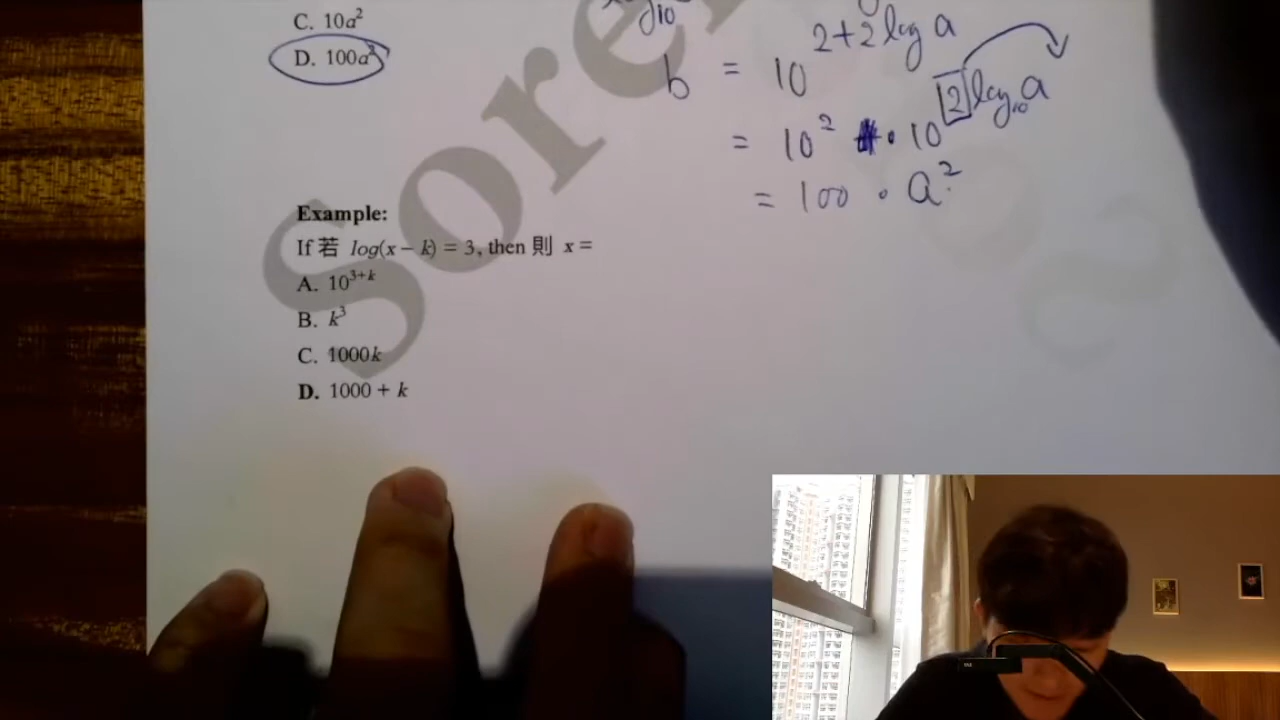 C. 10a²
D. 100a²
10
b = 10^{2+2 log a}
= 10² · 10^{2 log₁₀ a}
= 100 · a²
Example:
If 若 log(x − k) = 3, then 則 x =
A. 10^{3+k}
B. k³
C. 1000k
D. 1000 + k